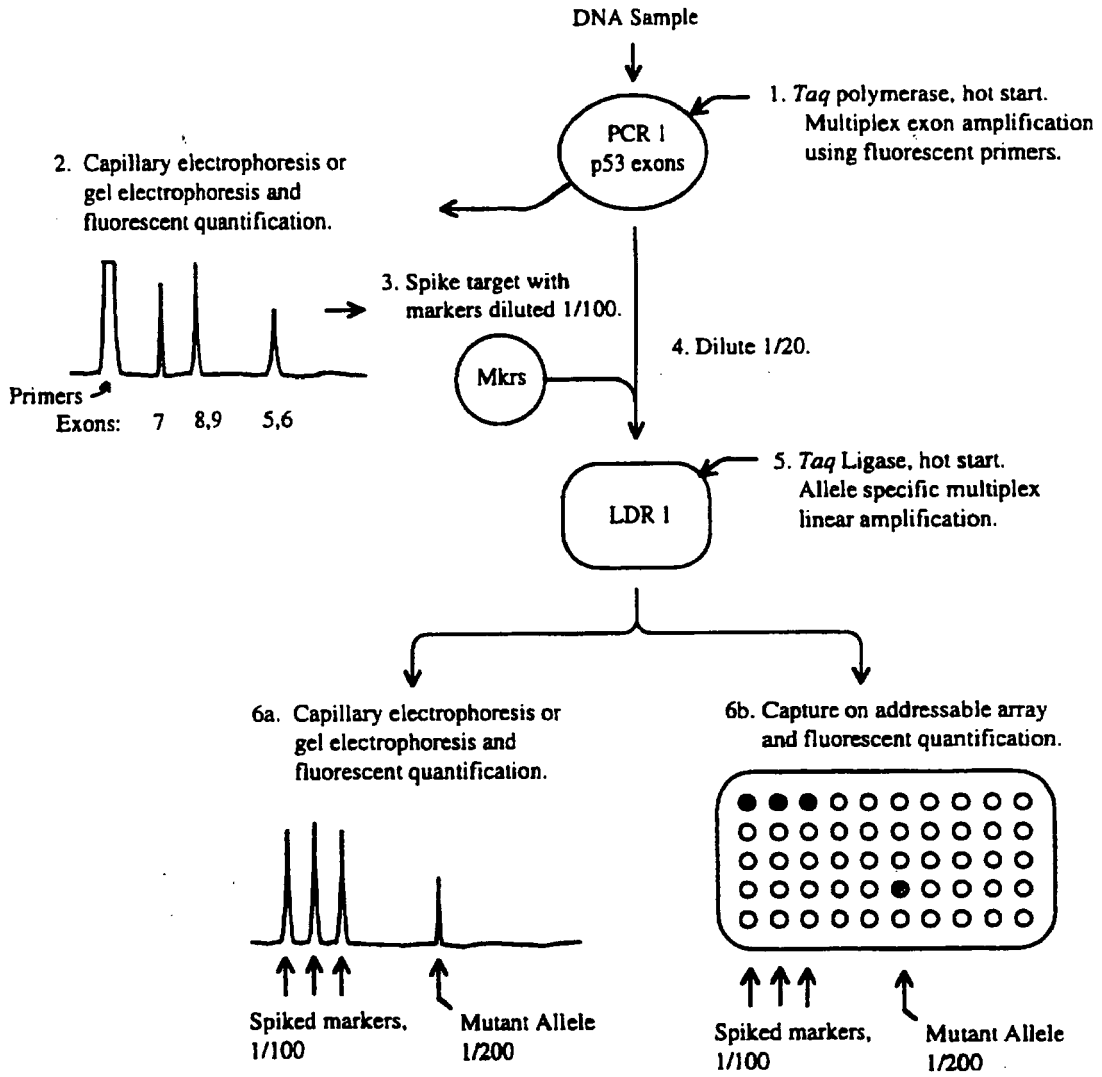 DNA Sample
1. Taq polymerase, hot start.
Multiplex exon amplification
using fluorescent primers.
PCR 1
p53 exons
2. Capillary electrophoresis or
gel electrophoresis and
fluorescent quantification.
3. Spike target with
markers diluted 1/100.
4. Dilute 1/20.
Mkrs
Primers
Exons: 7 8,9 5,6
5. Taq Ligase, hot start.
Allele specific multiplex
linear amplification.
LDR 1
6a. Capillary electrophoresis or
gel electrophoresis and
fluorescent quantification.
6b. Capture on addressable array
and fluorescent quantification.
Spiked markers,
1/100
Mutant Allele
1/200
Spiked markers,
1/100
Mutant Allele
1/200